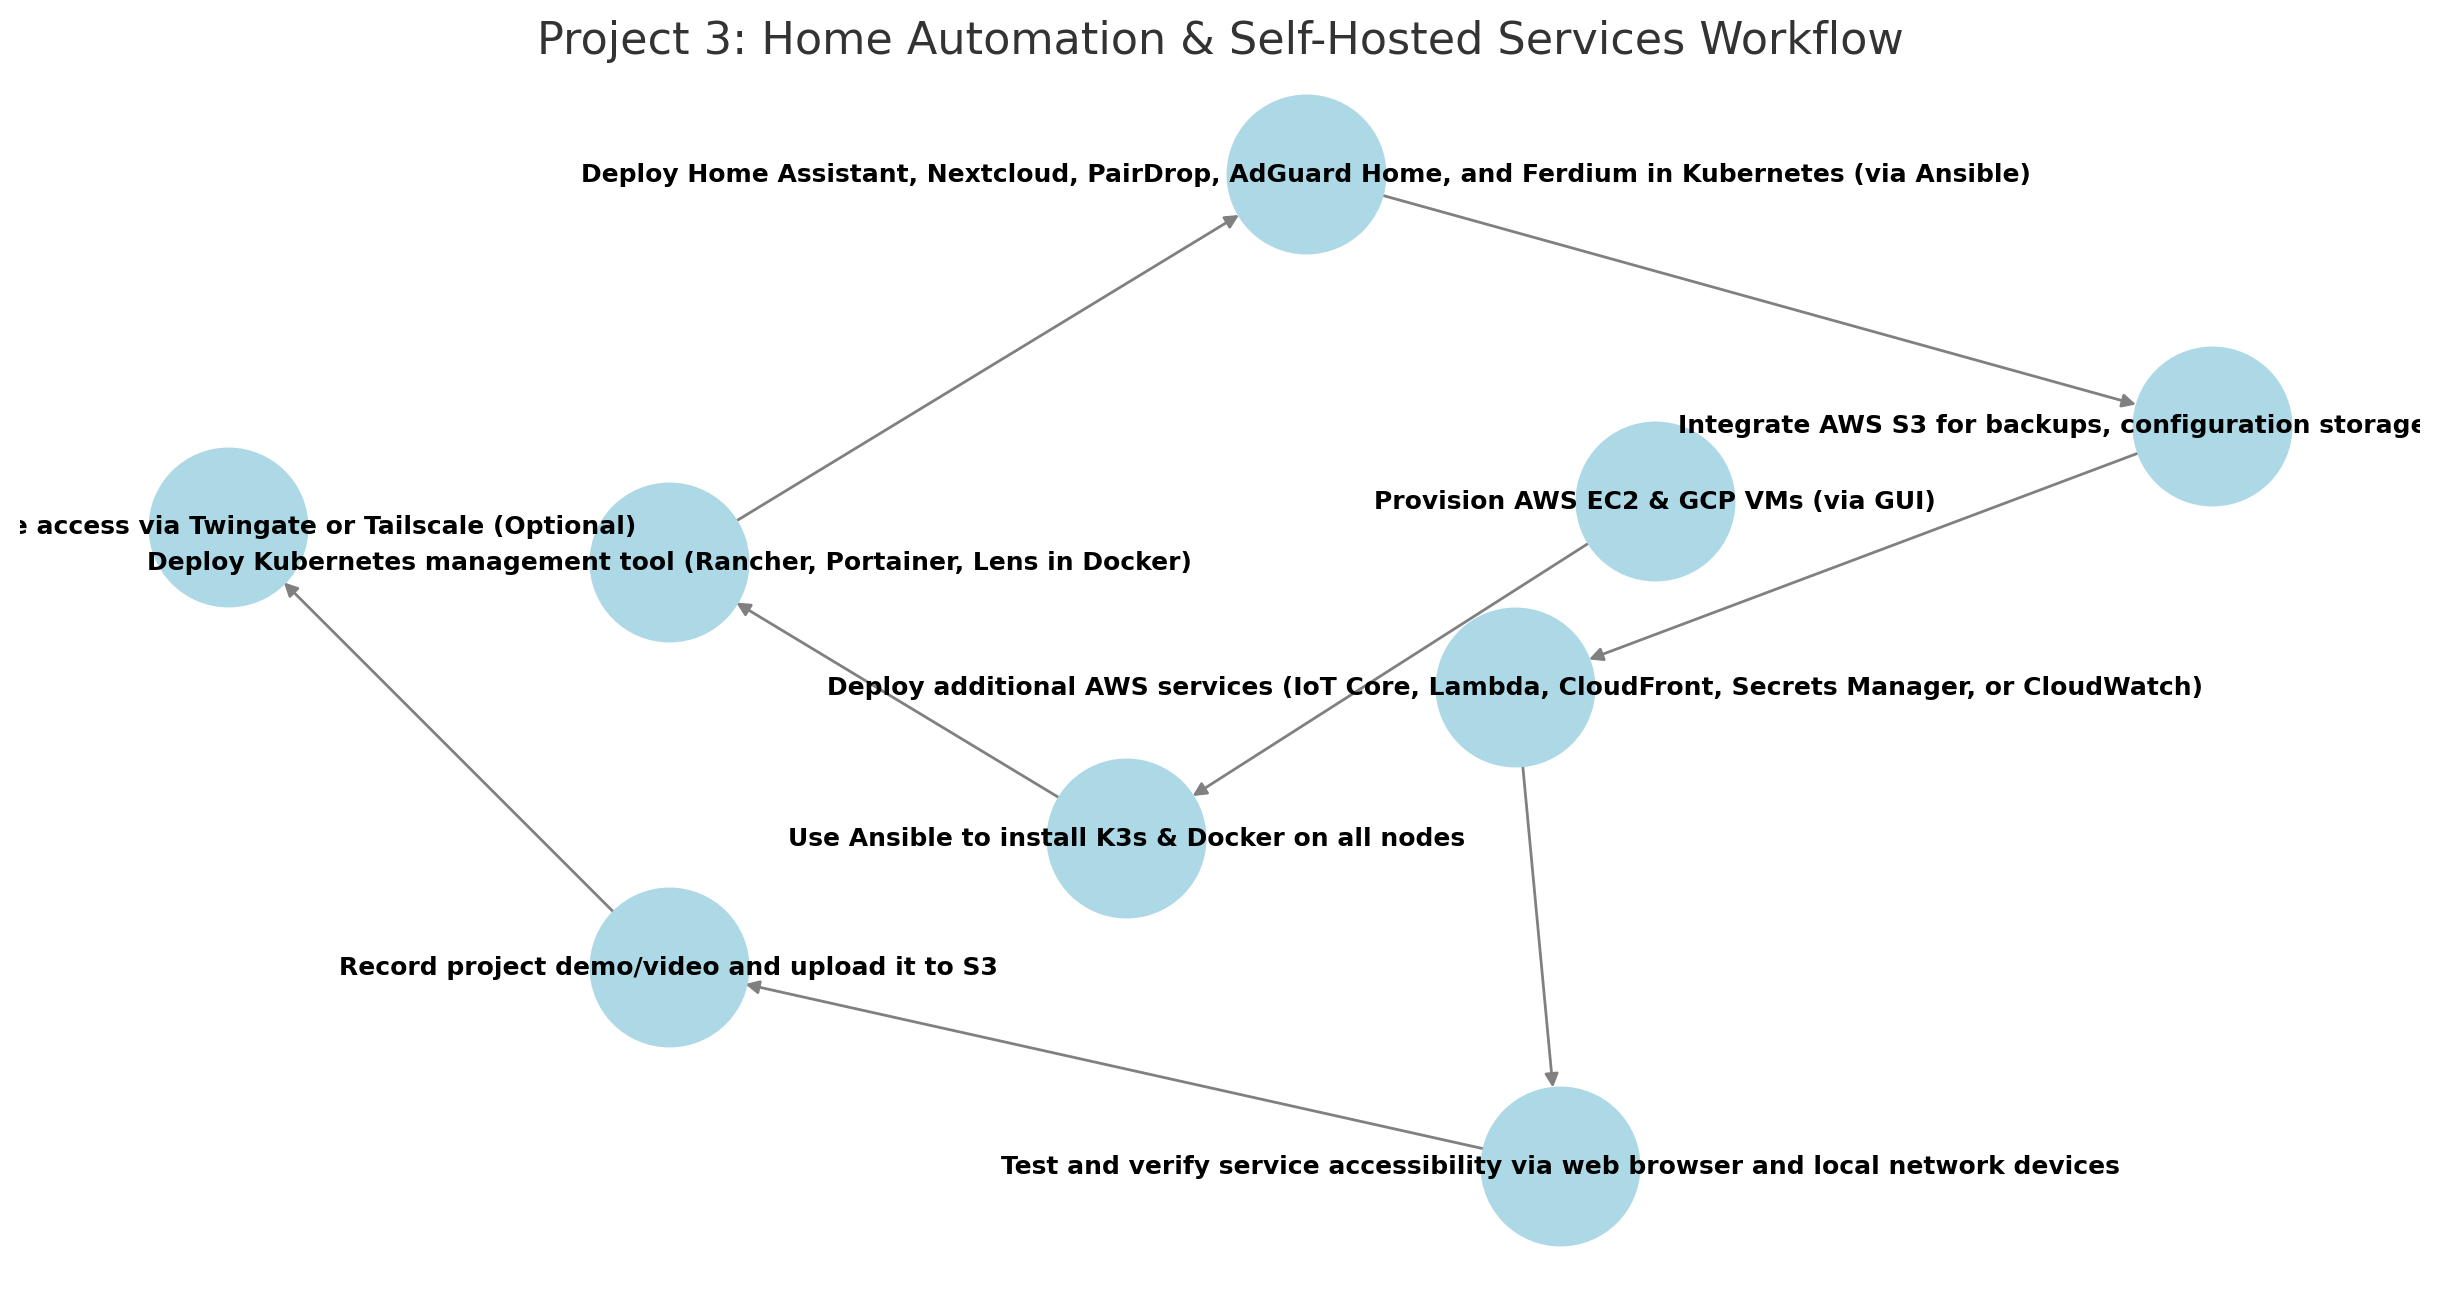 Project 3: Home Automation & Self-Hosted Services Workflow
Deploy Home Assistant, Nextcloud, PairDrop, AdGuard Home, and Ferdium in Kubernetes (via Ansible)
Integrate AWS S3 for backups, configuration storage
Provision AWS EC2 & GCP VMs (via GUI)
e access via Twingate or Tailscale (Optional)
Deploy Kubernetes management tool (Rancher, Portainer, Lens in Docker)
Deploy additional AWS services (IoT Core, Lambda, CloudFront, Secrets Manager, or CloudWatch)
Use Ansible to install K3s & Docker on all nodes
Record project demo/video and upload it to S3
Test and verify service accessibility via web browser and local network devices